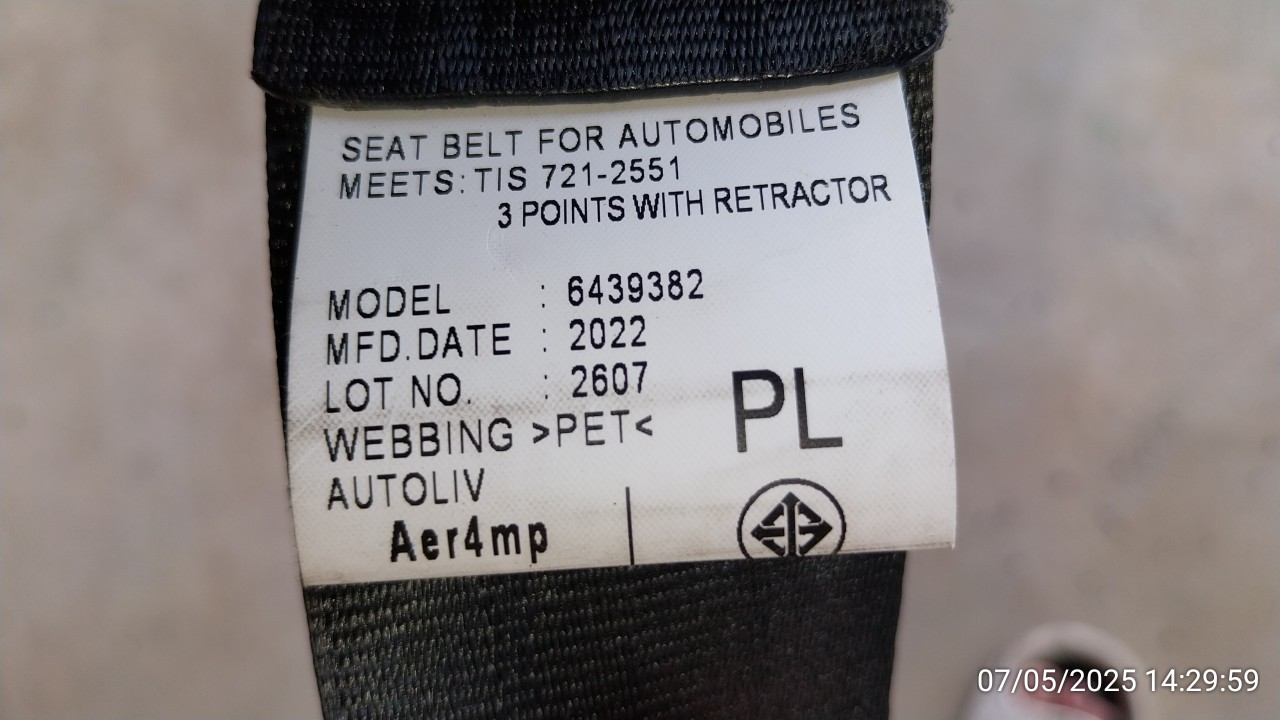 SEAT BELT FOR AUTOMOBILES
MEETS: TIS 721-2551
3 POINTS WITH RETRACTOR
MODEL : 6439382
MFD.DATE : 2022
LOT NO. : 2607
WEBBING >PET<
PL
AUTOLIV
Aer4mp
07/05/2025 14:29:59